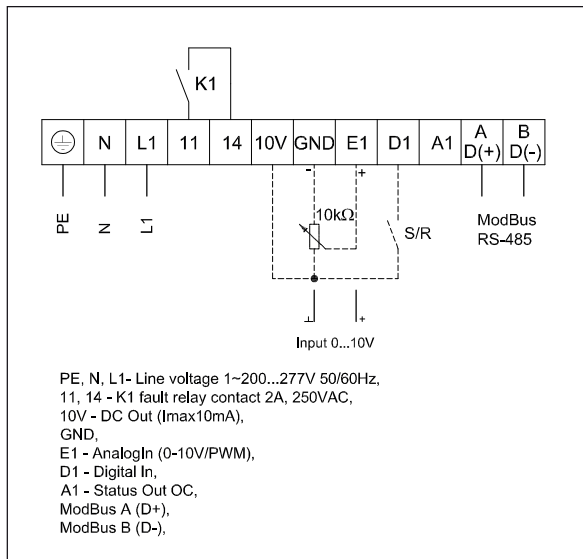 K1
N L1 11 14 10V GND E1 D1 A1 A D(+) B D(-)
- +
10kΩ
S/R
PE N L1
ModBus
RS-485
⊥ +
Input 0...10V
PE, N, L1- Line voltage 1~200...277V 50/60Hz,
11, 14 - K1 fault relay contact 2A, 250VAC,
10V - DC Out (Imax10mA),
GND,
E1 - AnalogIn (0-10V/PWM),
D1 - Digital In,
A1 - Status Out OC,
ModBus A (D+),
ModBus B (D-),